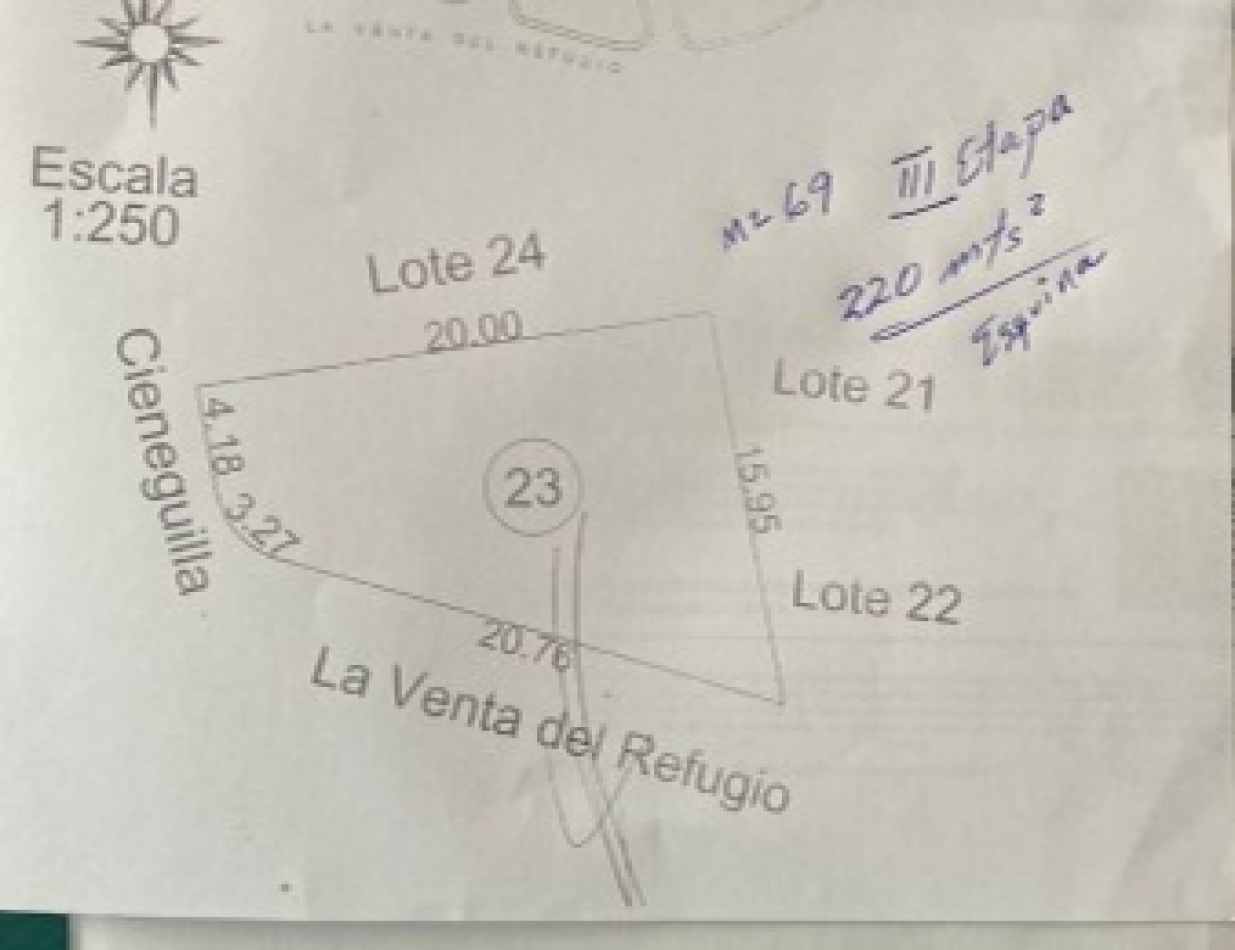 LA VENTA DEL REFUGIO
Escala
1:250
Mz 69 III Etapa
220 mts²
Esquina
Lote 24
20.00
Cieneguilla
4.18
3.27
23
Lote 21
15.95
Lote 22
20.76
La Venta del Refugio